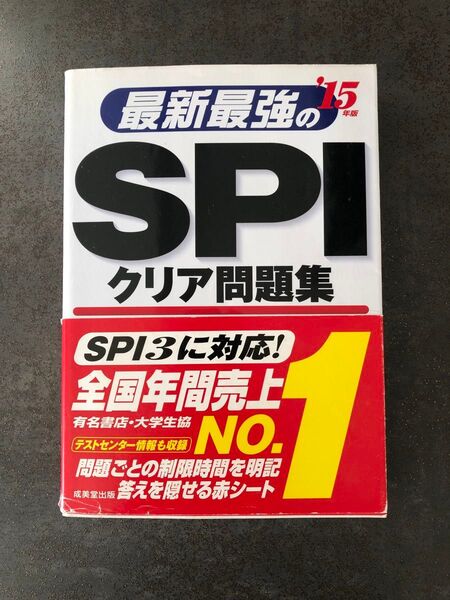 最新最強の
'15年版
SPI
クリア問題集
SPI3に対応!
全国年間売上
有名書店・大学生協
NO.1
テストセンター情報も収録
問題ごとの制限時間を明記
答えを隠せる赤シート
成美堂出版